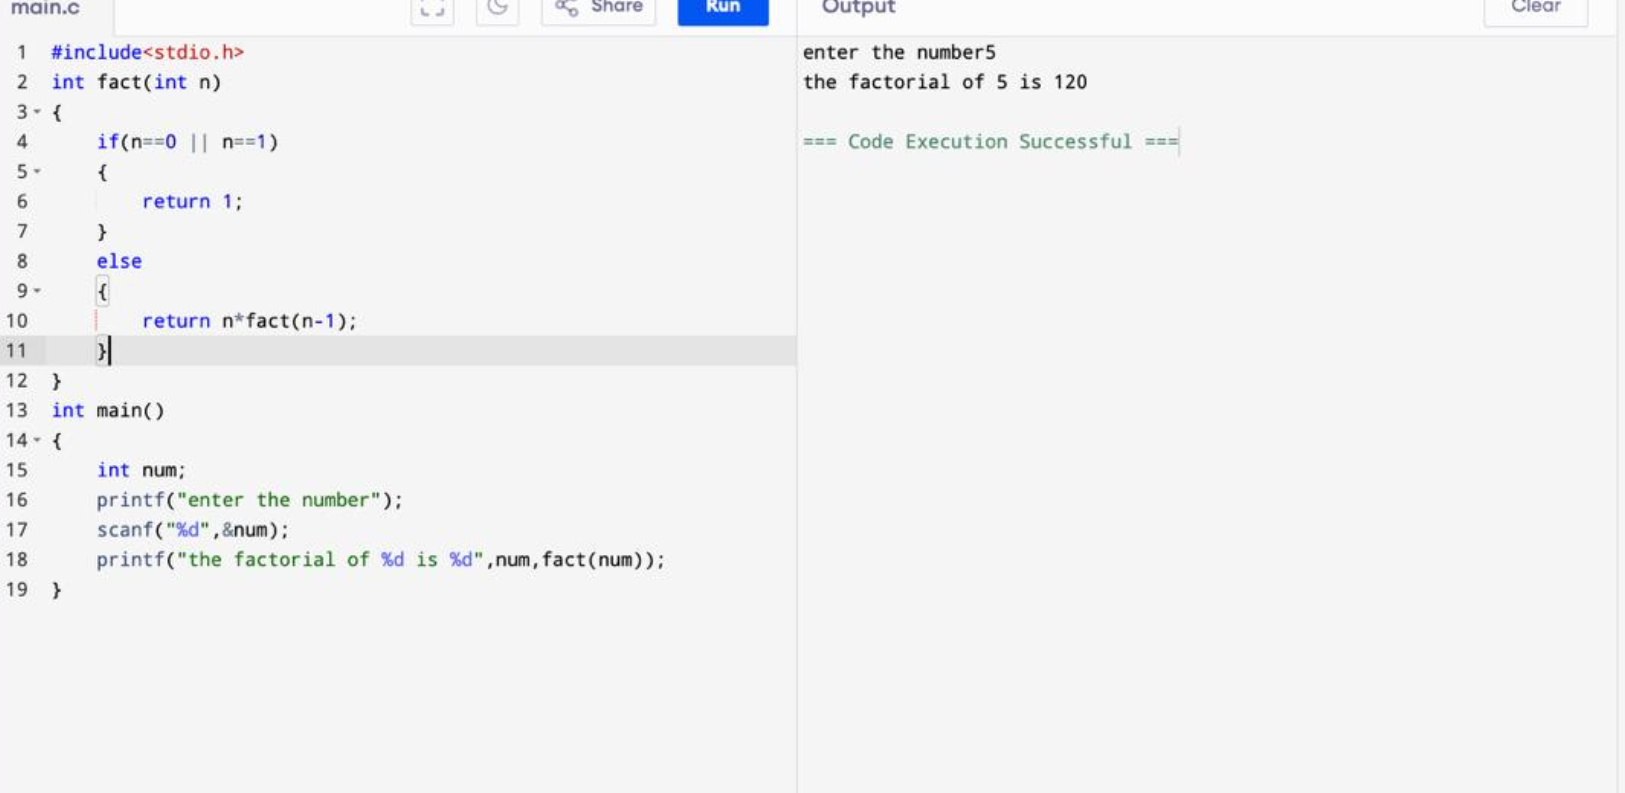 main.c
Share
Run
Output
Clear
1 #include<stdio.h>
2 int fact(int n)
3 {
4     if(n==0 || n==1)
5     {
6         return 1;
7     }
8     else
9     {
10         return n*fact(n-1);
11     }
12 }
13 int main()
14 {
15     int num;
16     printf("enter the number");
17     scanf("%d",&num);
18     printf("the factorial of %d is %d",num,fact(num));
19 }
enter the number5
the factorial of 5 is 120
=== Code Execution Successful ===